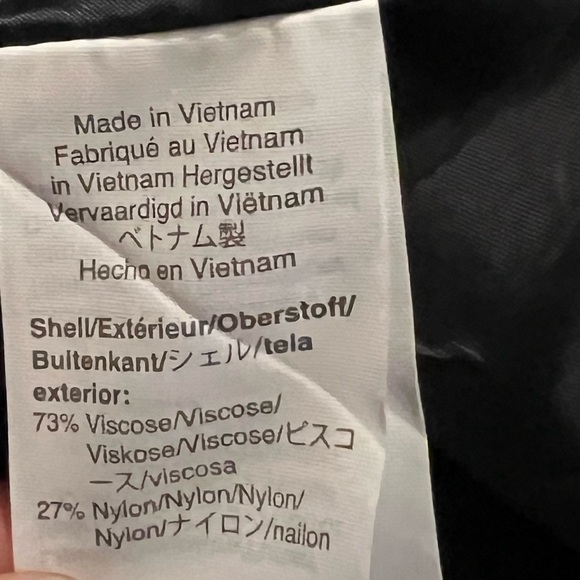 Made in Vietnam
Fabriqué au Vietnam
in Vietnam Hergestellt
Vervaardigd in Viëtnam
ベトナム製
Hecho en Vietnam
Shell/Extérieur/Oberstoff/
Buitenkant/シェル/tela
exterior:
73% Viscose/Viscose/
Viskose/Viscose/ビスコ
ース/viscosa
27% Nylon/Nylon/Nylon/
Nylon/ナイロン/nailon